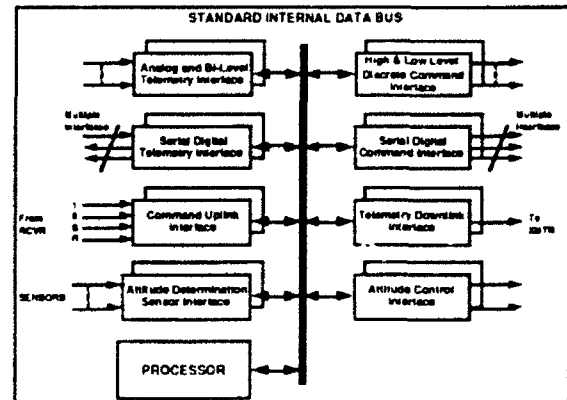 STANDARD INTERNAL DATA BUS
Analog and Bi-Level
Telemetry Interface
High & Low Level
Discrete Command
Interface
Multiple
Interfaces
Serial Digital
Telemetry Interface
Serial Digital
Command Interface
Multiple
Interfaces
From
RCVR
Command Uplink
Interface
Telemetry Downlink
Interface
To
XMTR
SENSORS
Attitude Determination
Sensor Interface
Attitude Control
Interface
PROCESSOR